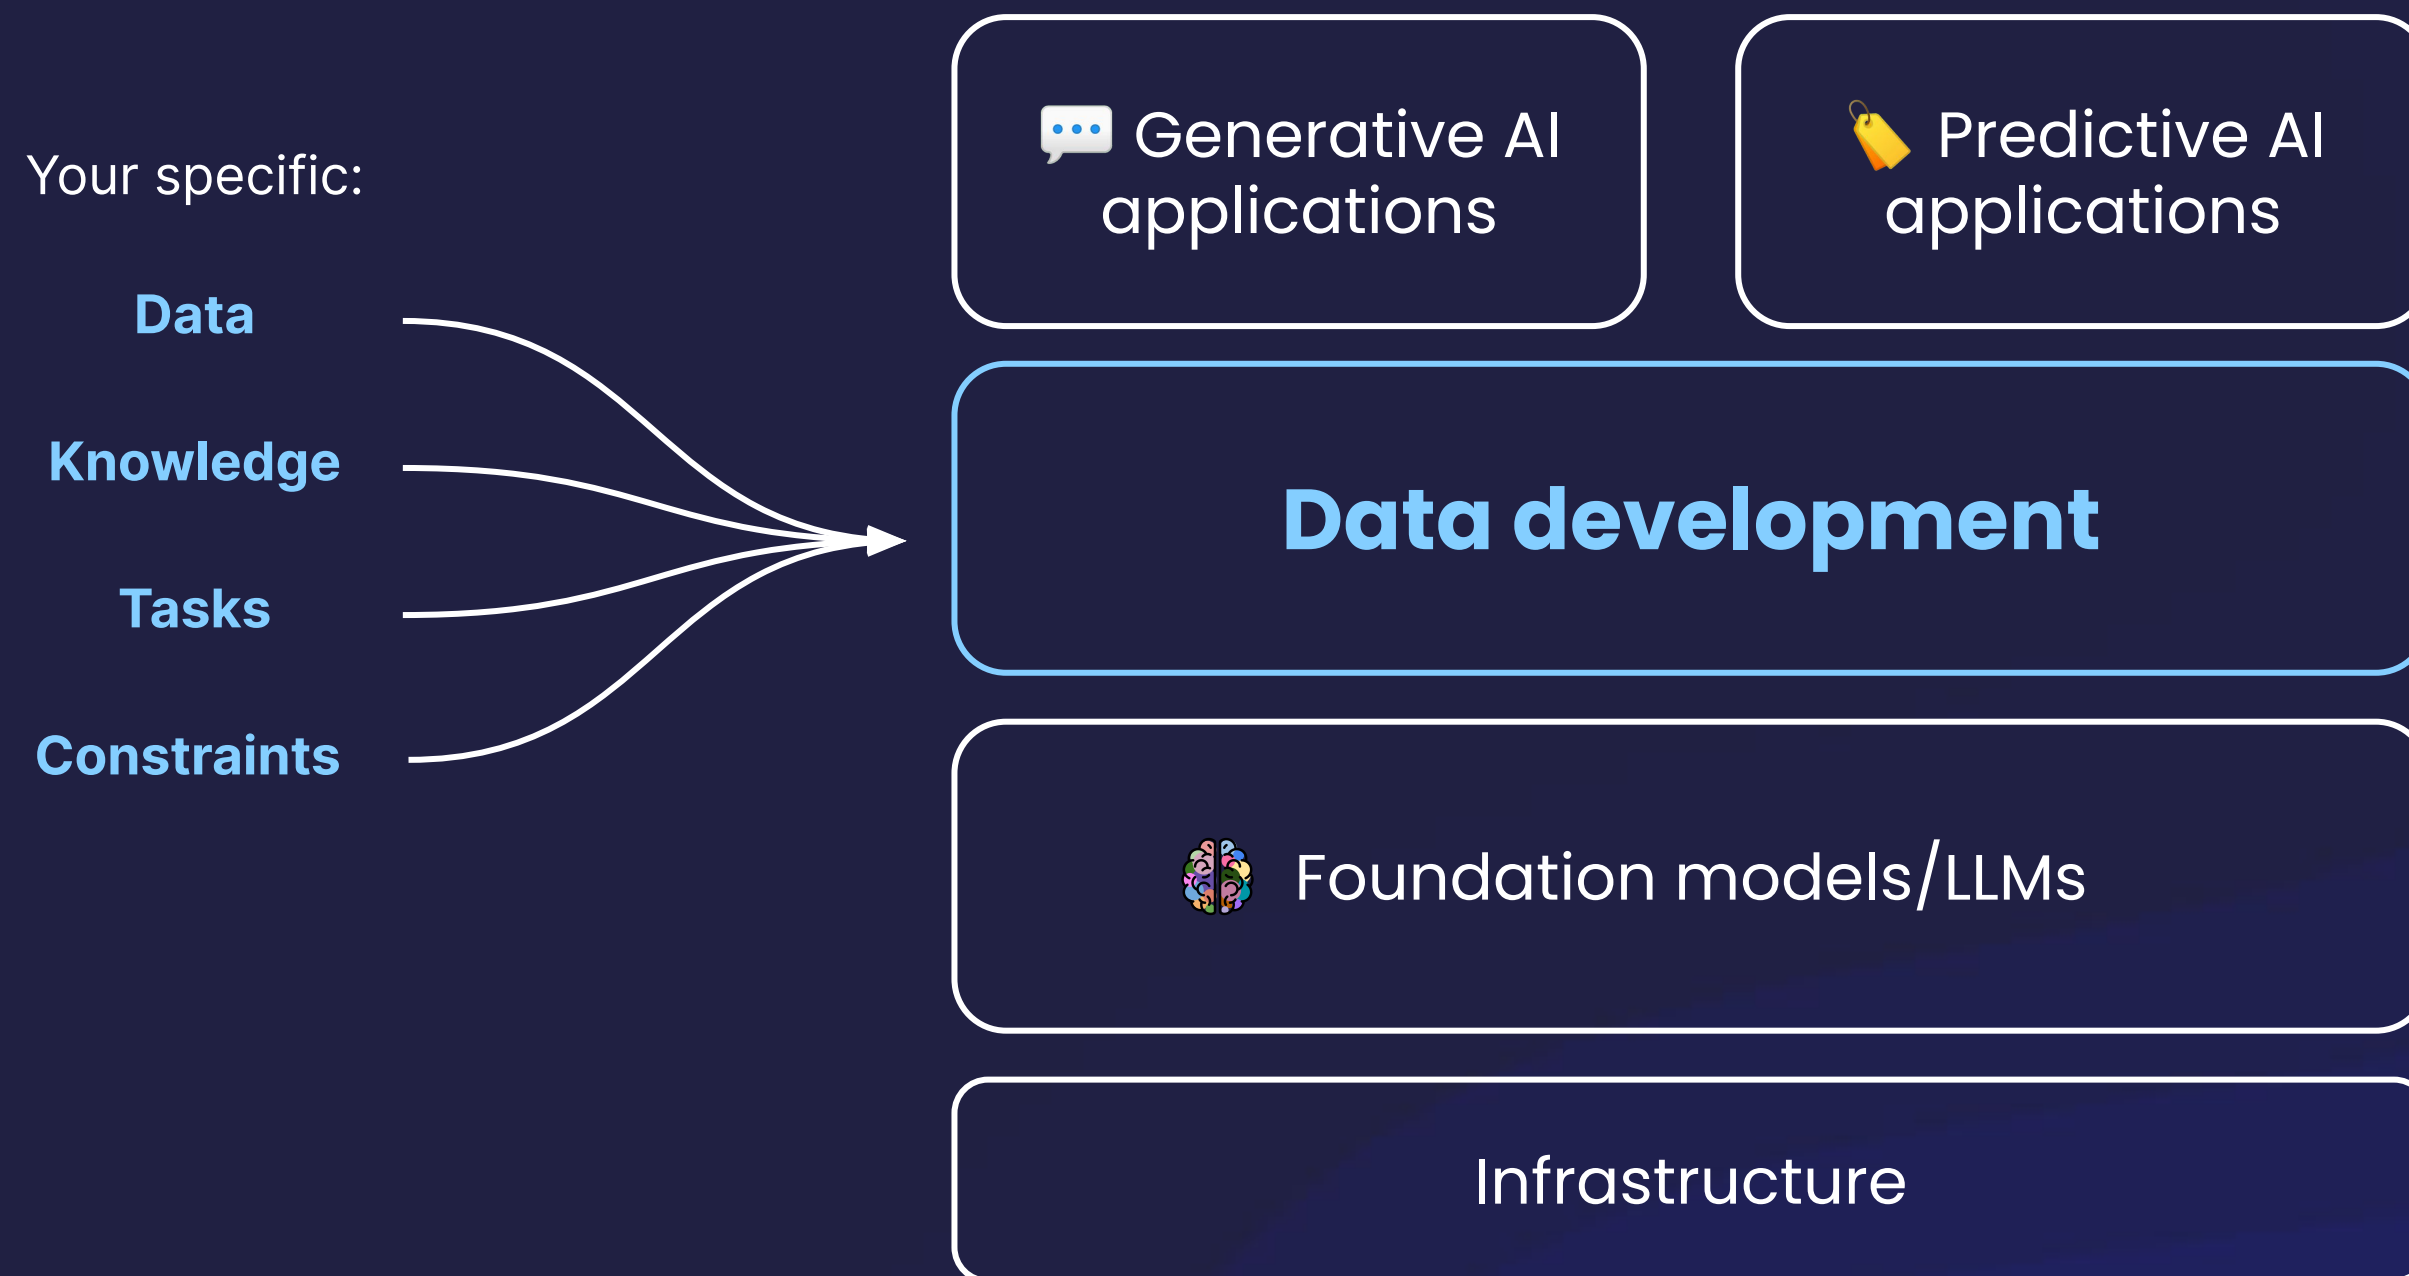 Your specific:
Data
Knowledge
Tasks
Constraints
Generative AI
applications
Predictive AI
applications
Data development
Foundation models/LLMs
Infrastructure